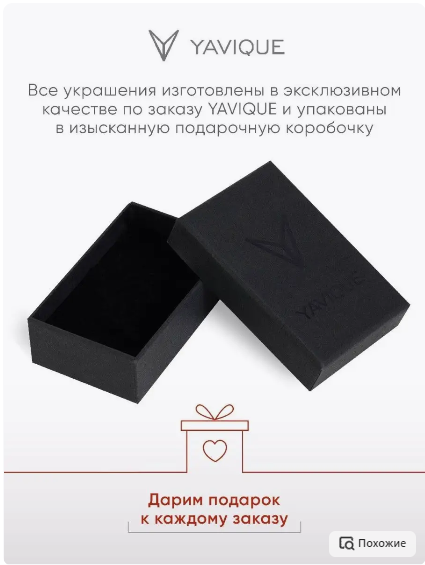 YAVIQUE
Все украшения изготовлены в эксклюзивном
качестве по заказу YAVIQUE и упакованы
в изысканную подарочную коробочку
YAVIQUE
Дарим подарок
к каждому заказу
Похожие